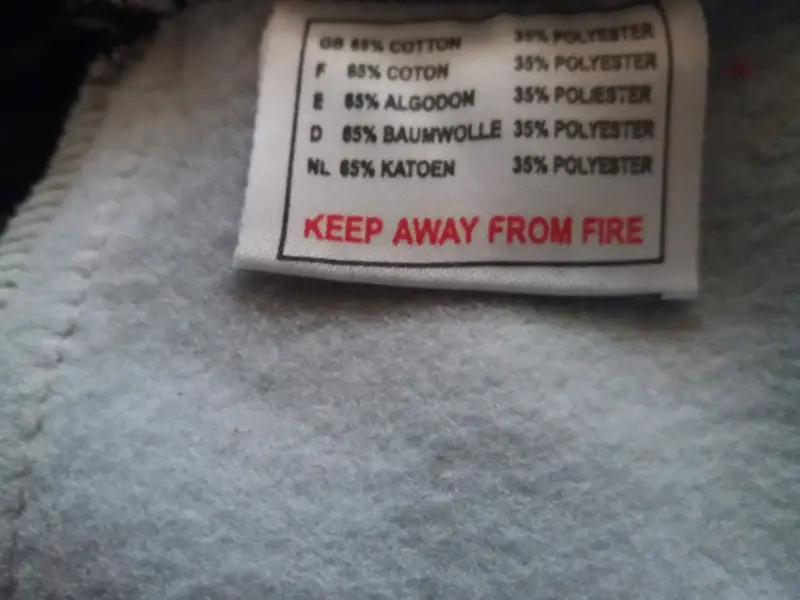 GB 65% COTTON 35% POLYESTER
F 65% COTON 35% POLYESTER
E 65% ALGODON 35% POLIESTER
D 65% BAUMWOLLE 35% POLYESTER
NL 65% KATOEN 35% POLYESTER
KEEP AWAY FROM FIRE